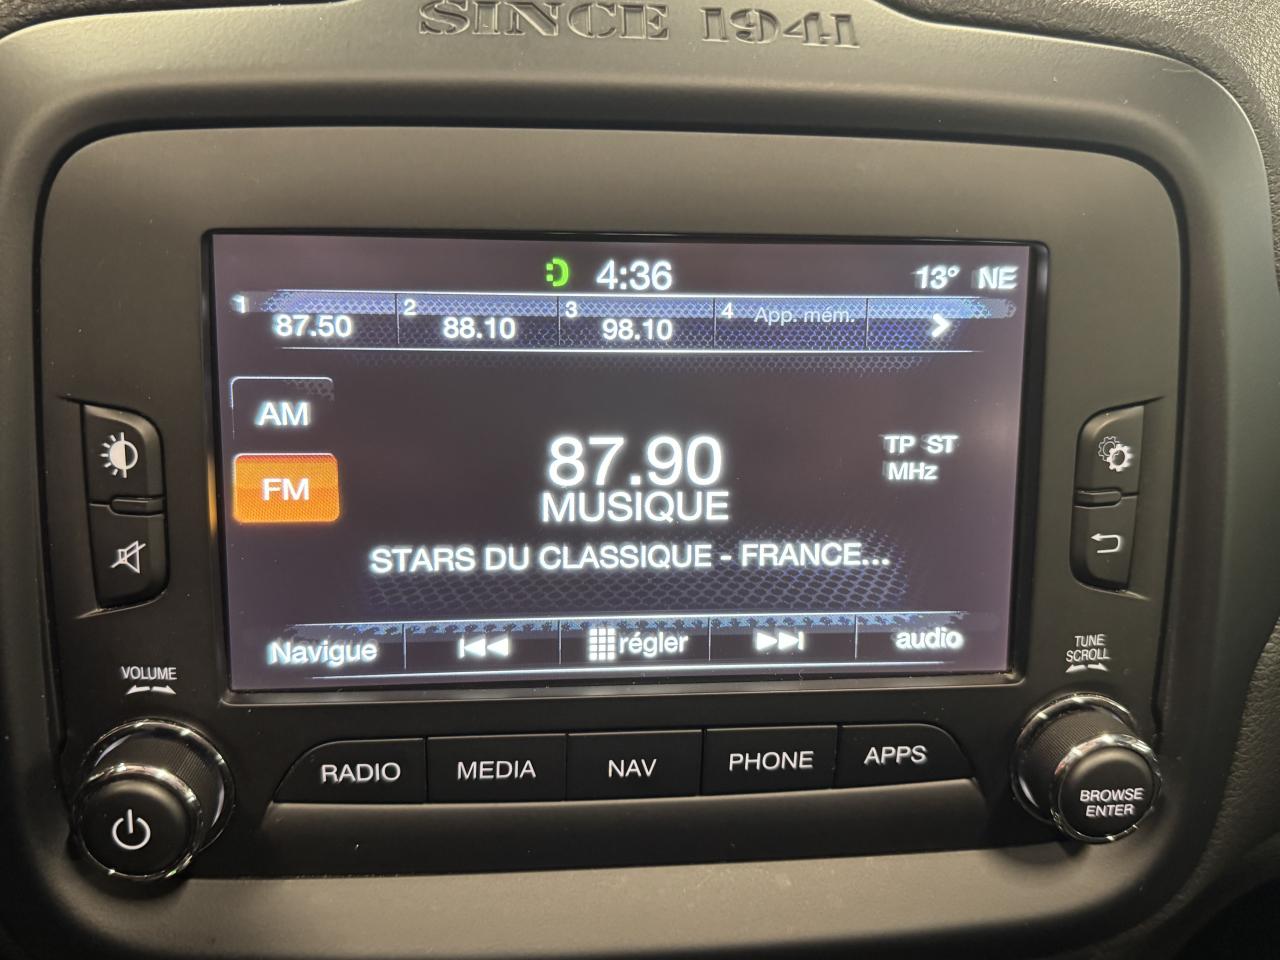 SINCE 1941
4:36
13° NE
1 87.50
2 88.10
3 98.10
4 App. mém.
AM
FM
87.90
TP ST
MHz
MUSIQUE
STARS DU CLASSIQUE - FRANCE...
Navigue
régler
audio
VOLUME
TUNE
SCROLL
RADIO
MEDIA
NAV
PHONE
APPS
BROWSE
ENTER